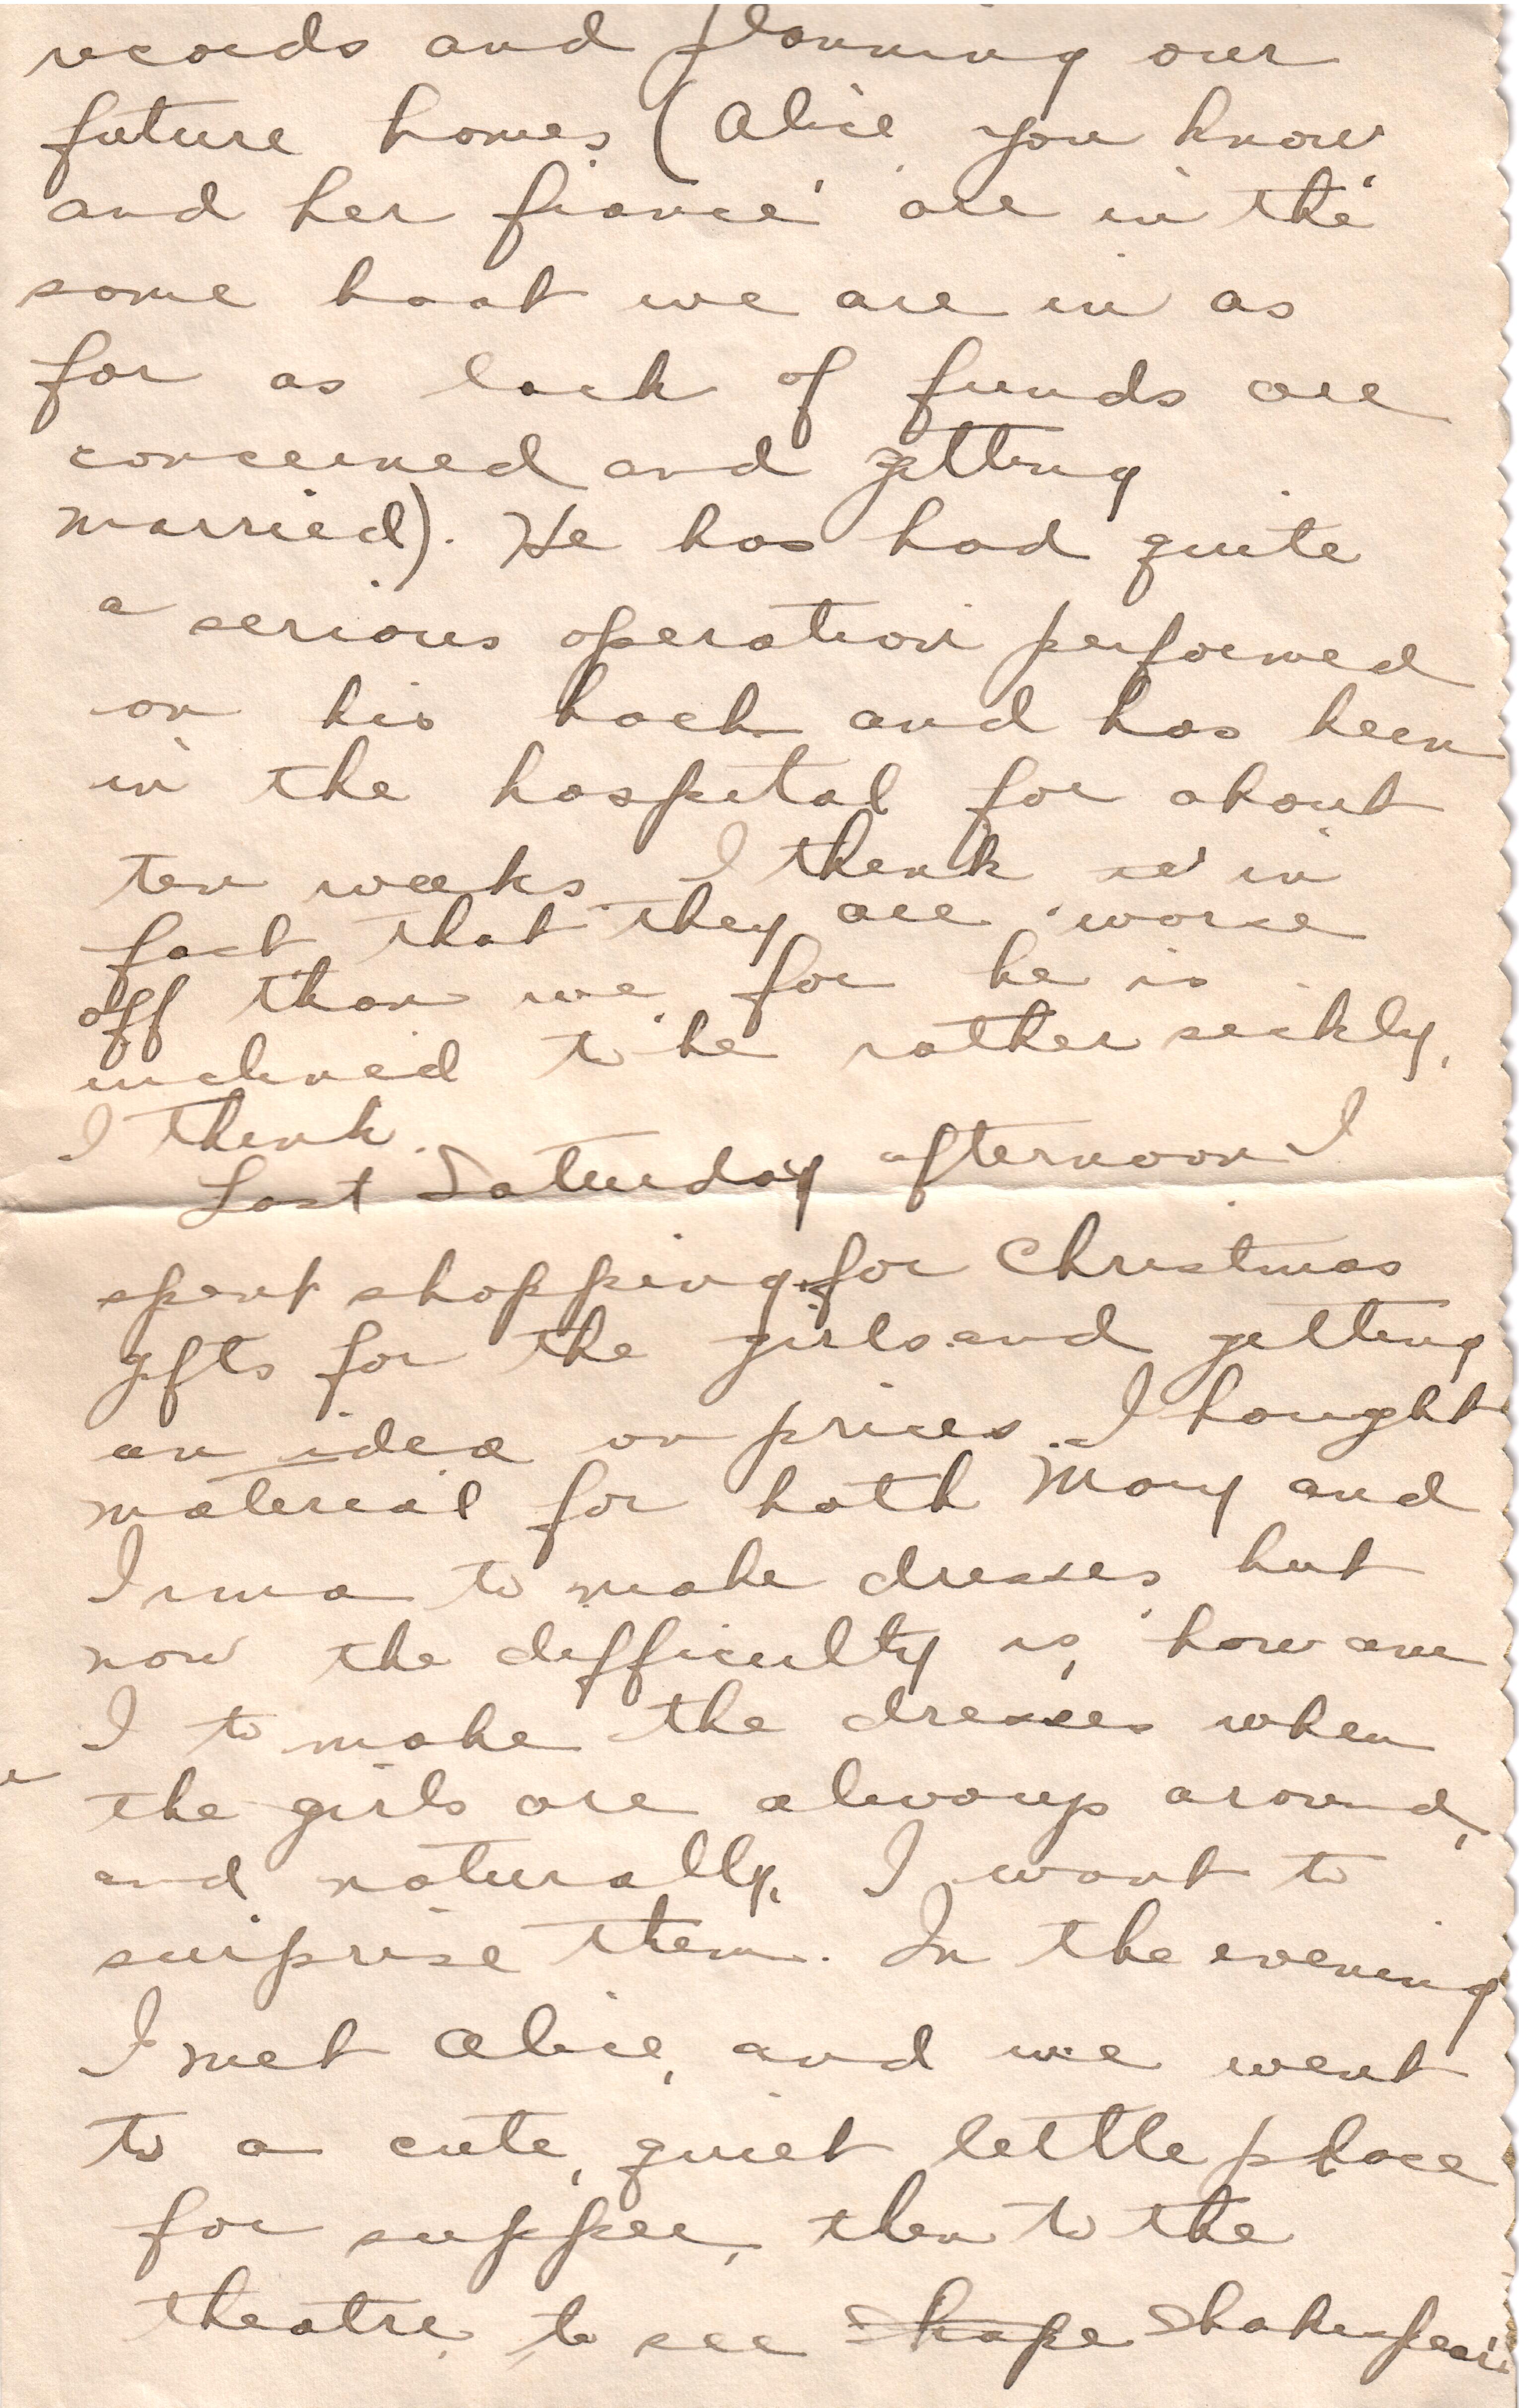 records and planning our
future homes (Alice, you know,
and her fiancé, are in the
same boat we are in as
far as lack of funds are
concerned and getting
married). He has had quite
a serious operation performed
on his back and has been
in the hospital for about
ten weeks. I think in
fact that they are worse
off than we, for he is
inclined to be rather sickly,
I think.
Last Saturday afternoon I
spent shopping for Christmas
gifts for the girls and getting
an idea on prices. I bought
material for both Mary and
Irma to make dresses, but
now the difficulty is, how am
I to make the dresses when
the girls are always around,
and naturally, I want to
surprise them. In the evening
I met Alice, and we went
to a cute, quiet little place
for supper, then to the
theatre, to see Shape Shakespear